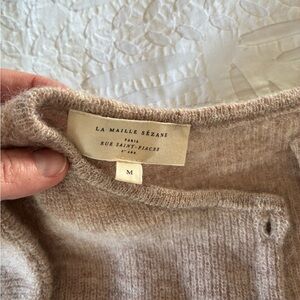 LA MAILLE SÉZANE
PARIS
RUE SAINT-FIACRE
M